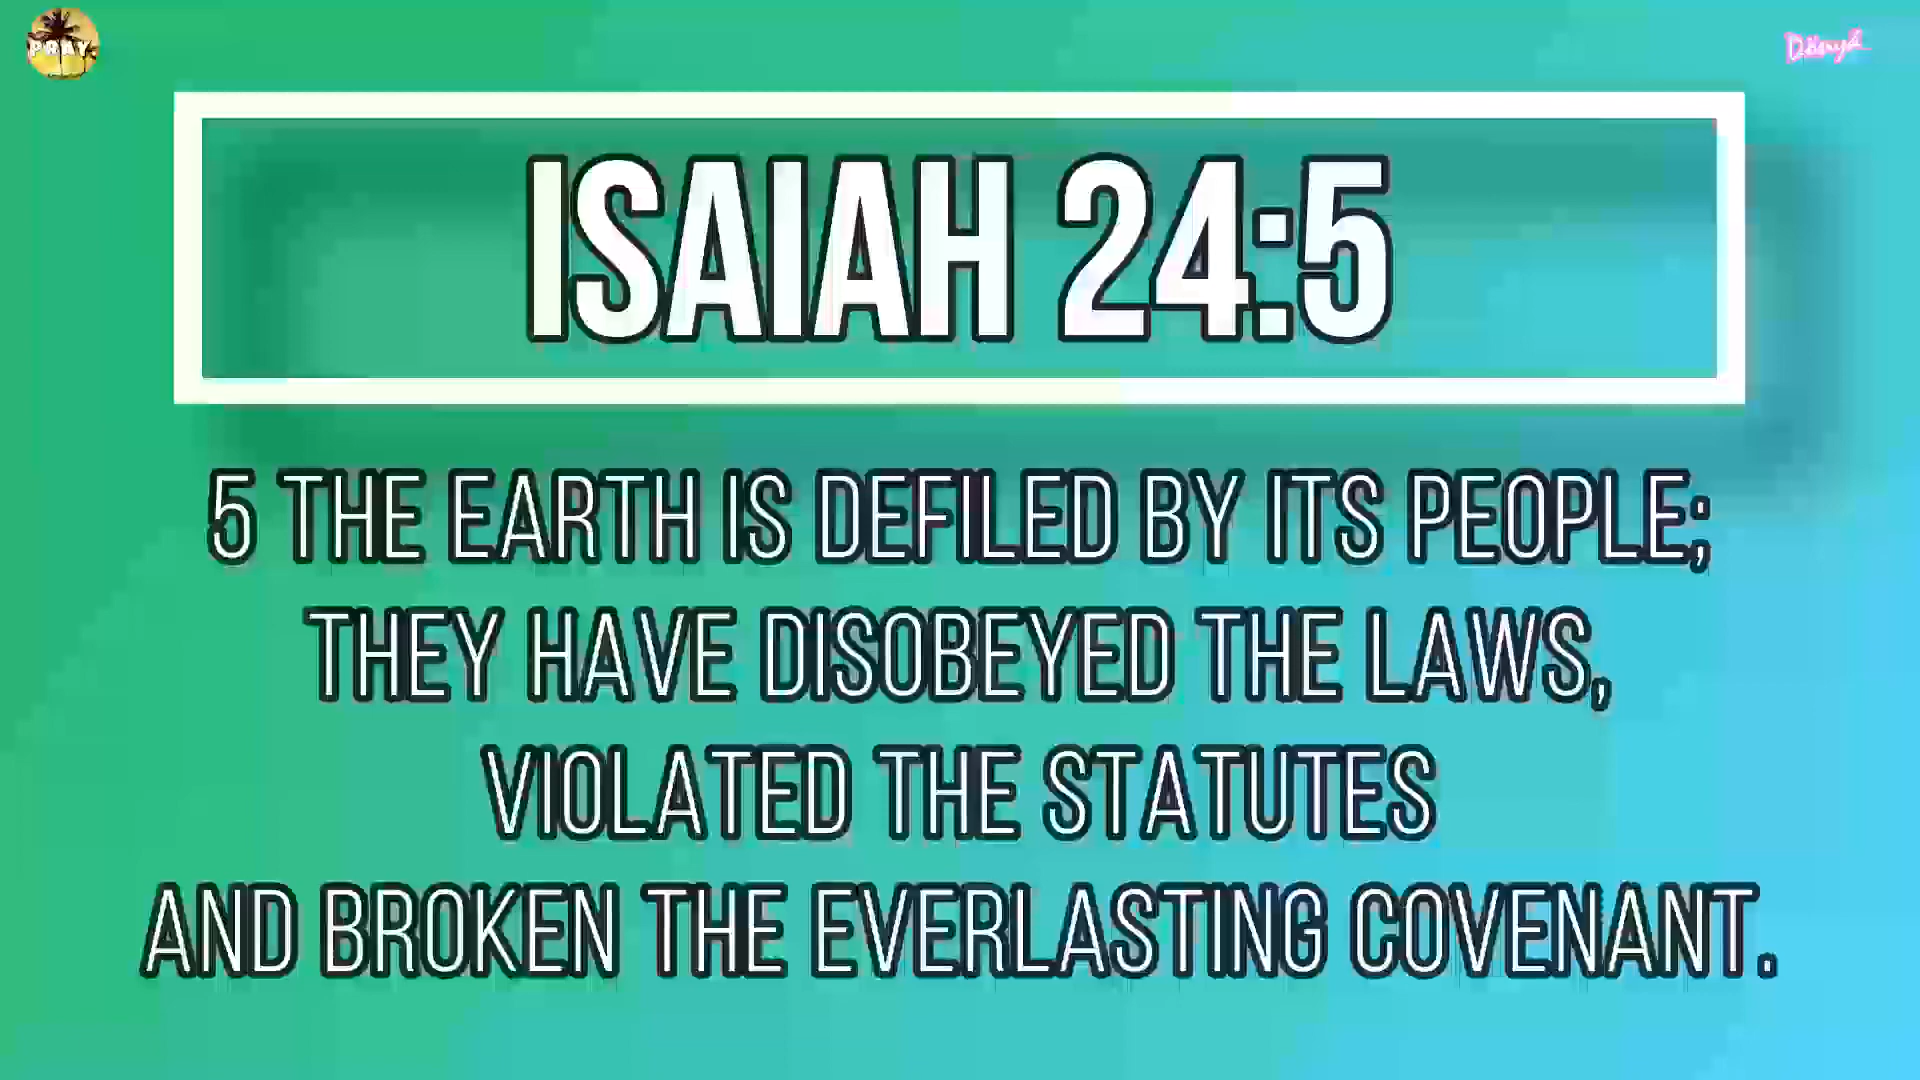 PRAY.
ISAIAH 24:5
5 THE EARTH IS DEFILED BY ITS PEOPLE;
THEY HAVE DISOBEYED THE LAWS,
VIOLATED THE STATUTES
AND BROKEN THE EVERLASTING COVENANT.